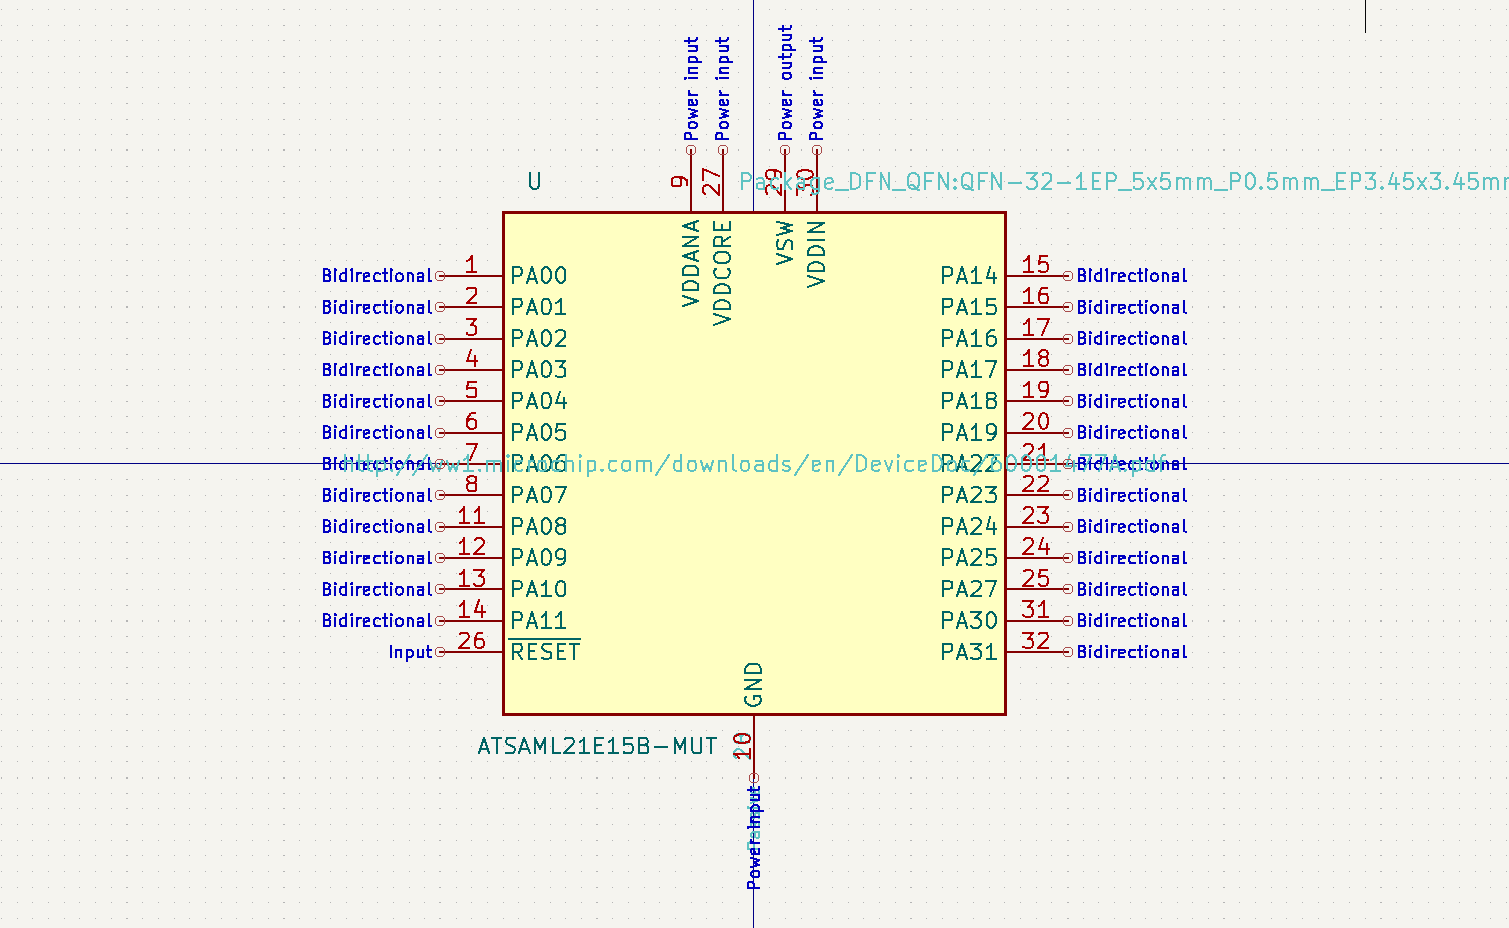 Power input
Power input
Power output
Power input
U
9
27
29
30
Package_DFN_QFN:QFN-32-1EP_5x5mm_P0.5mm_EP3.45x3.45mm
VDDANA
VDDCORE
VSW
VDDIN
Bidirectional 1 PA00 PA14 15 Bidirectional
Bidirectional 2 PA01 PA15 16 Bidirectional
Bidirectional 3 PA02 PA16 17 Bidirectional
Bidirectional 4 PA03 PA17 18 Bidirectional
Bidirectional 5 PA04 PA18 19 Bidirectional
Bidirectional 6 PA05 PA19 20 Bidirectional
Bidirectional 7 PA06 PA22 21 Bidirectional
http://ww1.microchip.com/downloads/en/DeviceDoc/60001477A.pdf
Bidirectional 8 PA07 PA23 22 Bidirectional
Bidirectional 11 PA08 PA24 23 Bidirectional
Bidirectional 12 PA09 PA25 24 Bidirectional
Bidirectional 13 PA10 PA27 25 Bidirectional
Bidirectional 14 PA11 PA30 31 Bidirectional
Input 26 RESET PA31 32 Bidirectional
GND
ATSAML21E15B-MUT
10
Power input